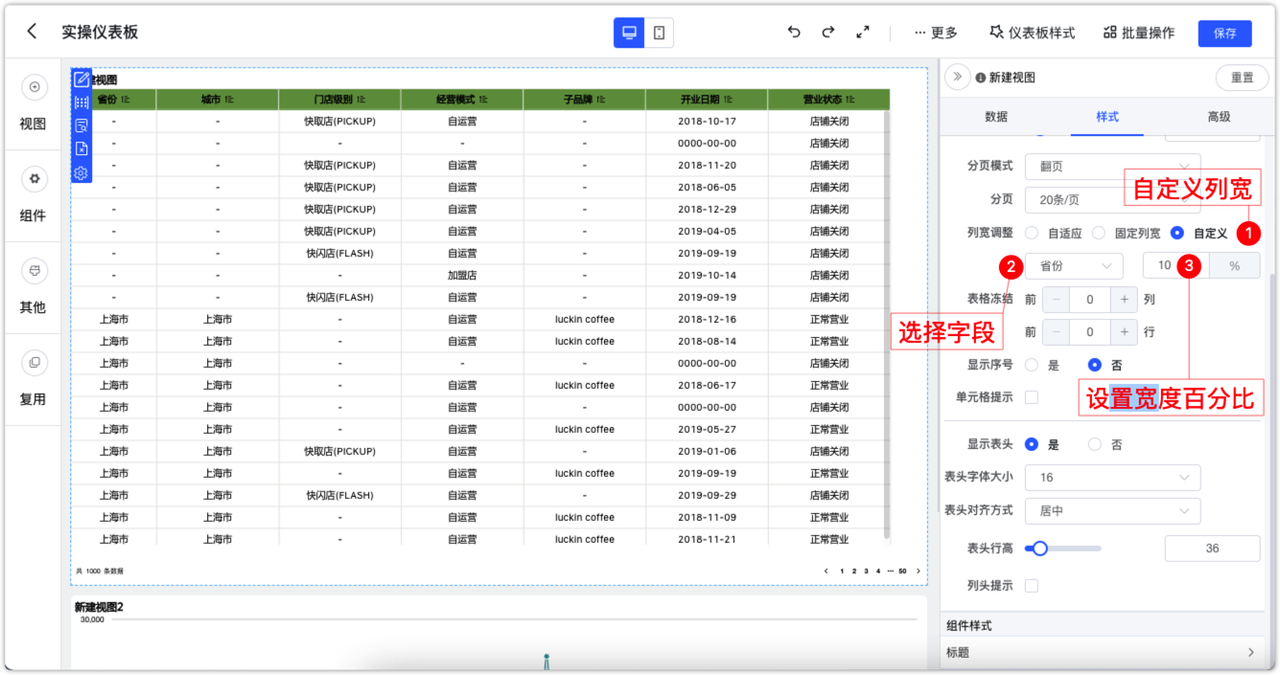 实操仪表板
··· 更多
仪表板样式
批量操作
保存
视图
组件
其他
复用
建视图
省份 城市 门店级别 经营模式 子品牌 开业日期 营业状态
- - 快取店(PICKUP) 自运营 - 2018-10-17 店铺关闭
- - - - - 0000-00-00 店铺关闭
- - 快取店(PICKUP) 自运营 - 2018-11-20 店铺关闭
- - 快取店(PICKUP) 自运营 - 2018-06-05 店铺关闭
- - 快取店(PICKUP) 自运营 - 2018-12-29 店铺关闭
- - 快取店(PICKUP) 自运营 - 2019-04-05 店铺关闭
- - 快闪店(FLASH) 自运营 - 2019-09-19 店铺关闭
- - - 加盟店 - 2019-10-14 店铺关闭
- - 快闪店(FLASH) 自运营 - 2019-09-19 店铺关闭
上海市 上海市 - 自运营 luckin coffee 2018-12-16 正常营业
上海市 上海市 - 自运营 luckin coffee 2018-08-14 正常营业
上海市 上海市 - - - 0000-00-00 店铺关闭
上海市 上海市 - 自运营 luckin coffee 2018-06-17 正常营业
上海市 上海市 - 自运营 - 0000-00-00 店铺关闭
上海市 上海市 - 自运营 luckin coffee 2019-05-27 正常营业
上海市 上海市 快取店(PICKUP) 自运营 - 2019-01-06 店铺关闭
上海市 上海市 - 自运营 luckin coffee 2019-09-19 正常营业
上海市 上海市 快闪店(FLASH) 自运营 - 2019-09-29 店铺关闭
上海市 上海市 - 自运营 luckin coffee 2018-11-09 正常营业
上海市 上海市 - 自运营 luckin coffee 2018-11-21 正常营业
共 1000 条数据
1 2 3 4 ··· 50
新建视图2
30,000
新建视图
重置
数据 样式 高级
分页模式 翻页
自定义列宽
分页 20条/页
列宽调整 自适应 固定列宽 自定义 1
2 省份 10 3 %
表格冻结 前 - 0 + 列
选择字段
前 - 0 + 行
显示序号 是 否
单元格提示
设置宽度百分比
显示表头 是 否
表头字体大小 16
表头对齐方式 居中
表头行高 36
列头提示
组件样式
标题